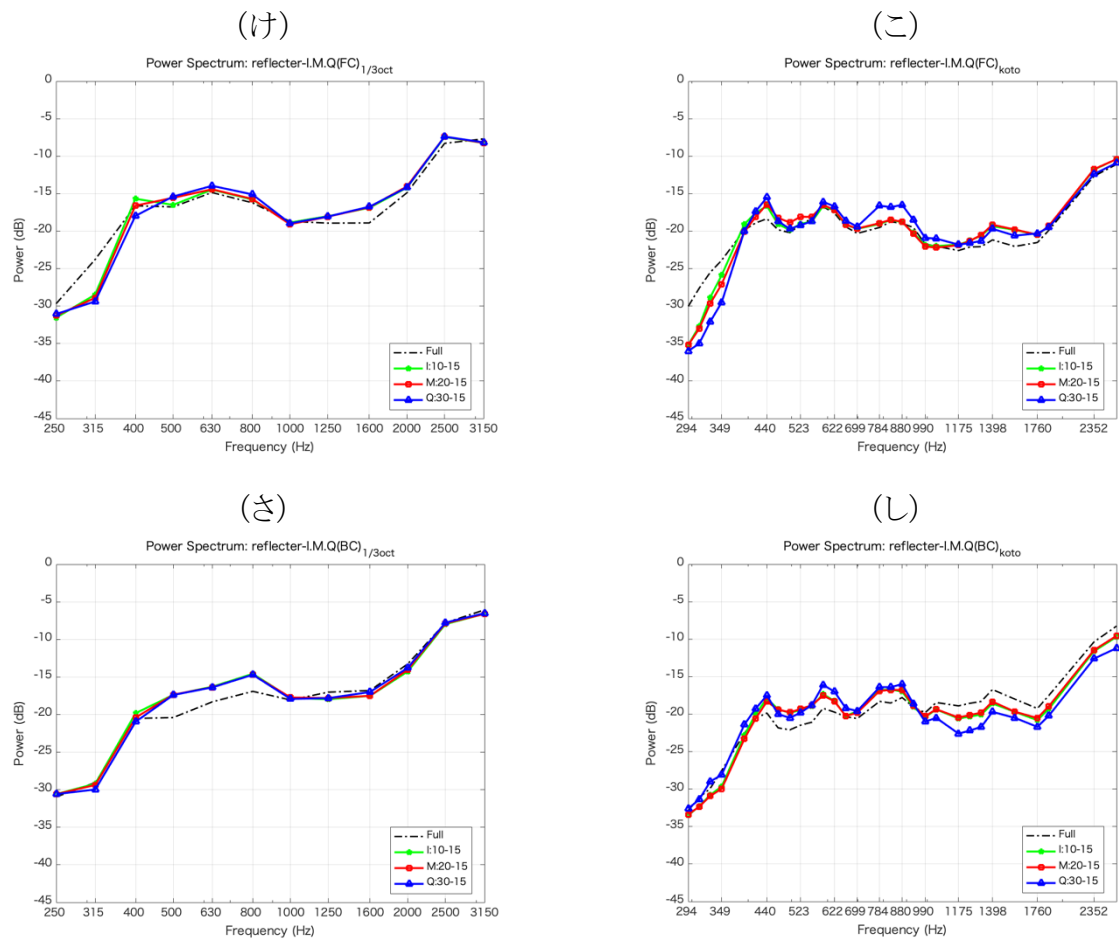 (け)
Power Spectrum: reflecter-I.M.Q(FC)1/3oct
0
-5
-10
-15
-20
-25
-30
-35
-40
-45
Power (dB)
250 315 400 500 630 800 1000 1250 1600 2000 2500 3150
Frequency (Hz)
Full
I:10-15
M:20-15
Q:30-15
(こ)
Power Spectrum: reflecter-I.M.Q(FC)koto
0
-5
-10
-15
-20
-25
-30
-35
-40
-45
Power (dB)
294 349 440 523 622 699 784 880 990 1175 1398 1760 2352
Frequency (Hz)
Full
I:10-15
M:20-15
Q:30-15
(さ)
Power Spectrum: reflecter-I.M.Q(BC)1/3oct
0
-5
-10
-15
-20
-25
-30
-35
-40
-45
Power (dB)
250 315 400 500 630 800 1000 1250 1600 2000 2500 3150
Frequency (Hz)
Full
I:10-15
M:20-15
Q:30-15
(し)
Power Spectrum: reflecter-I.M.Q(BC)koto
0
-5
-10
-15
-20
-25
-30
-35
-40
-45
Power (dB)
294 349 440 523 622 699 784 880 990 1175 1398 1760 2352
Frequency (Hz)
Full
I:10-15
M:20-15
Q:30-15